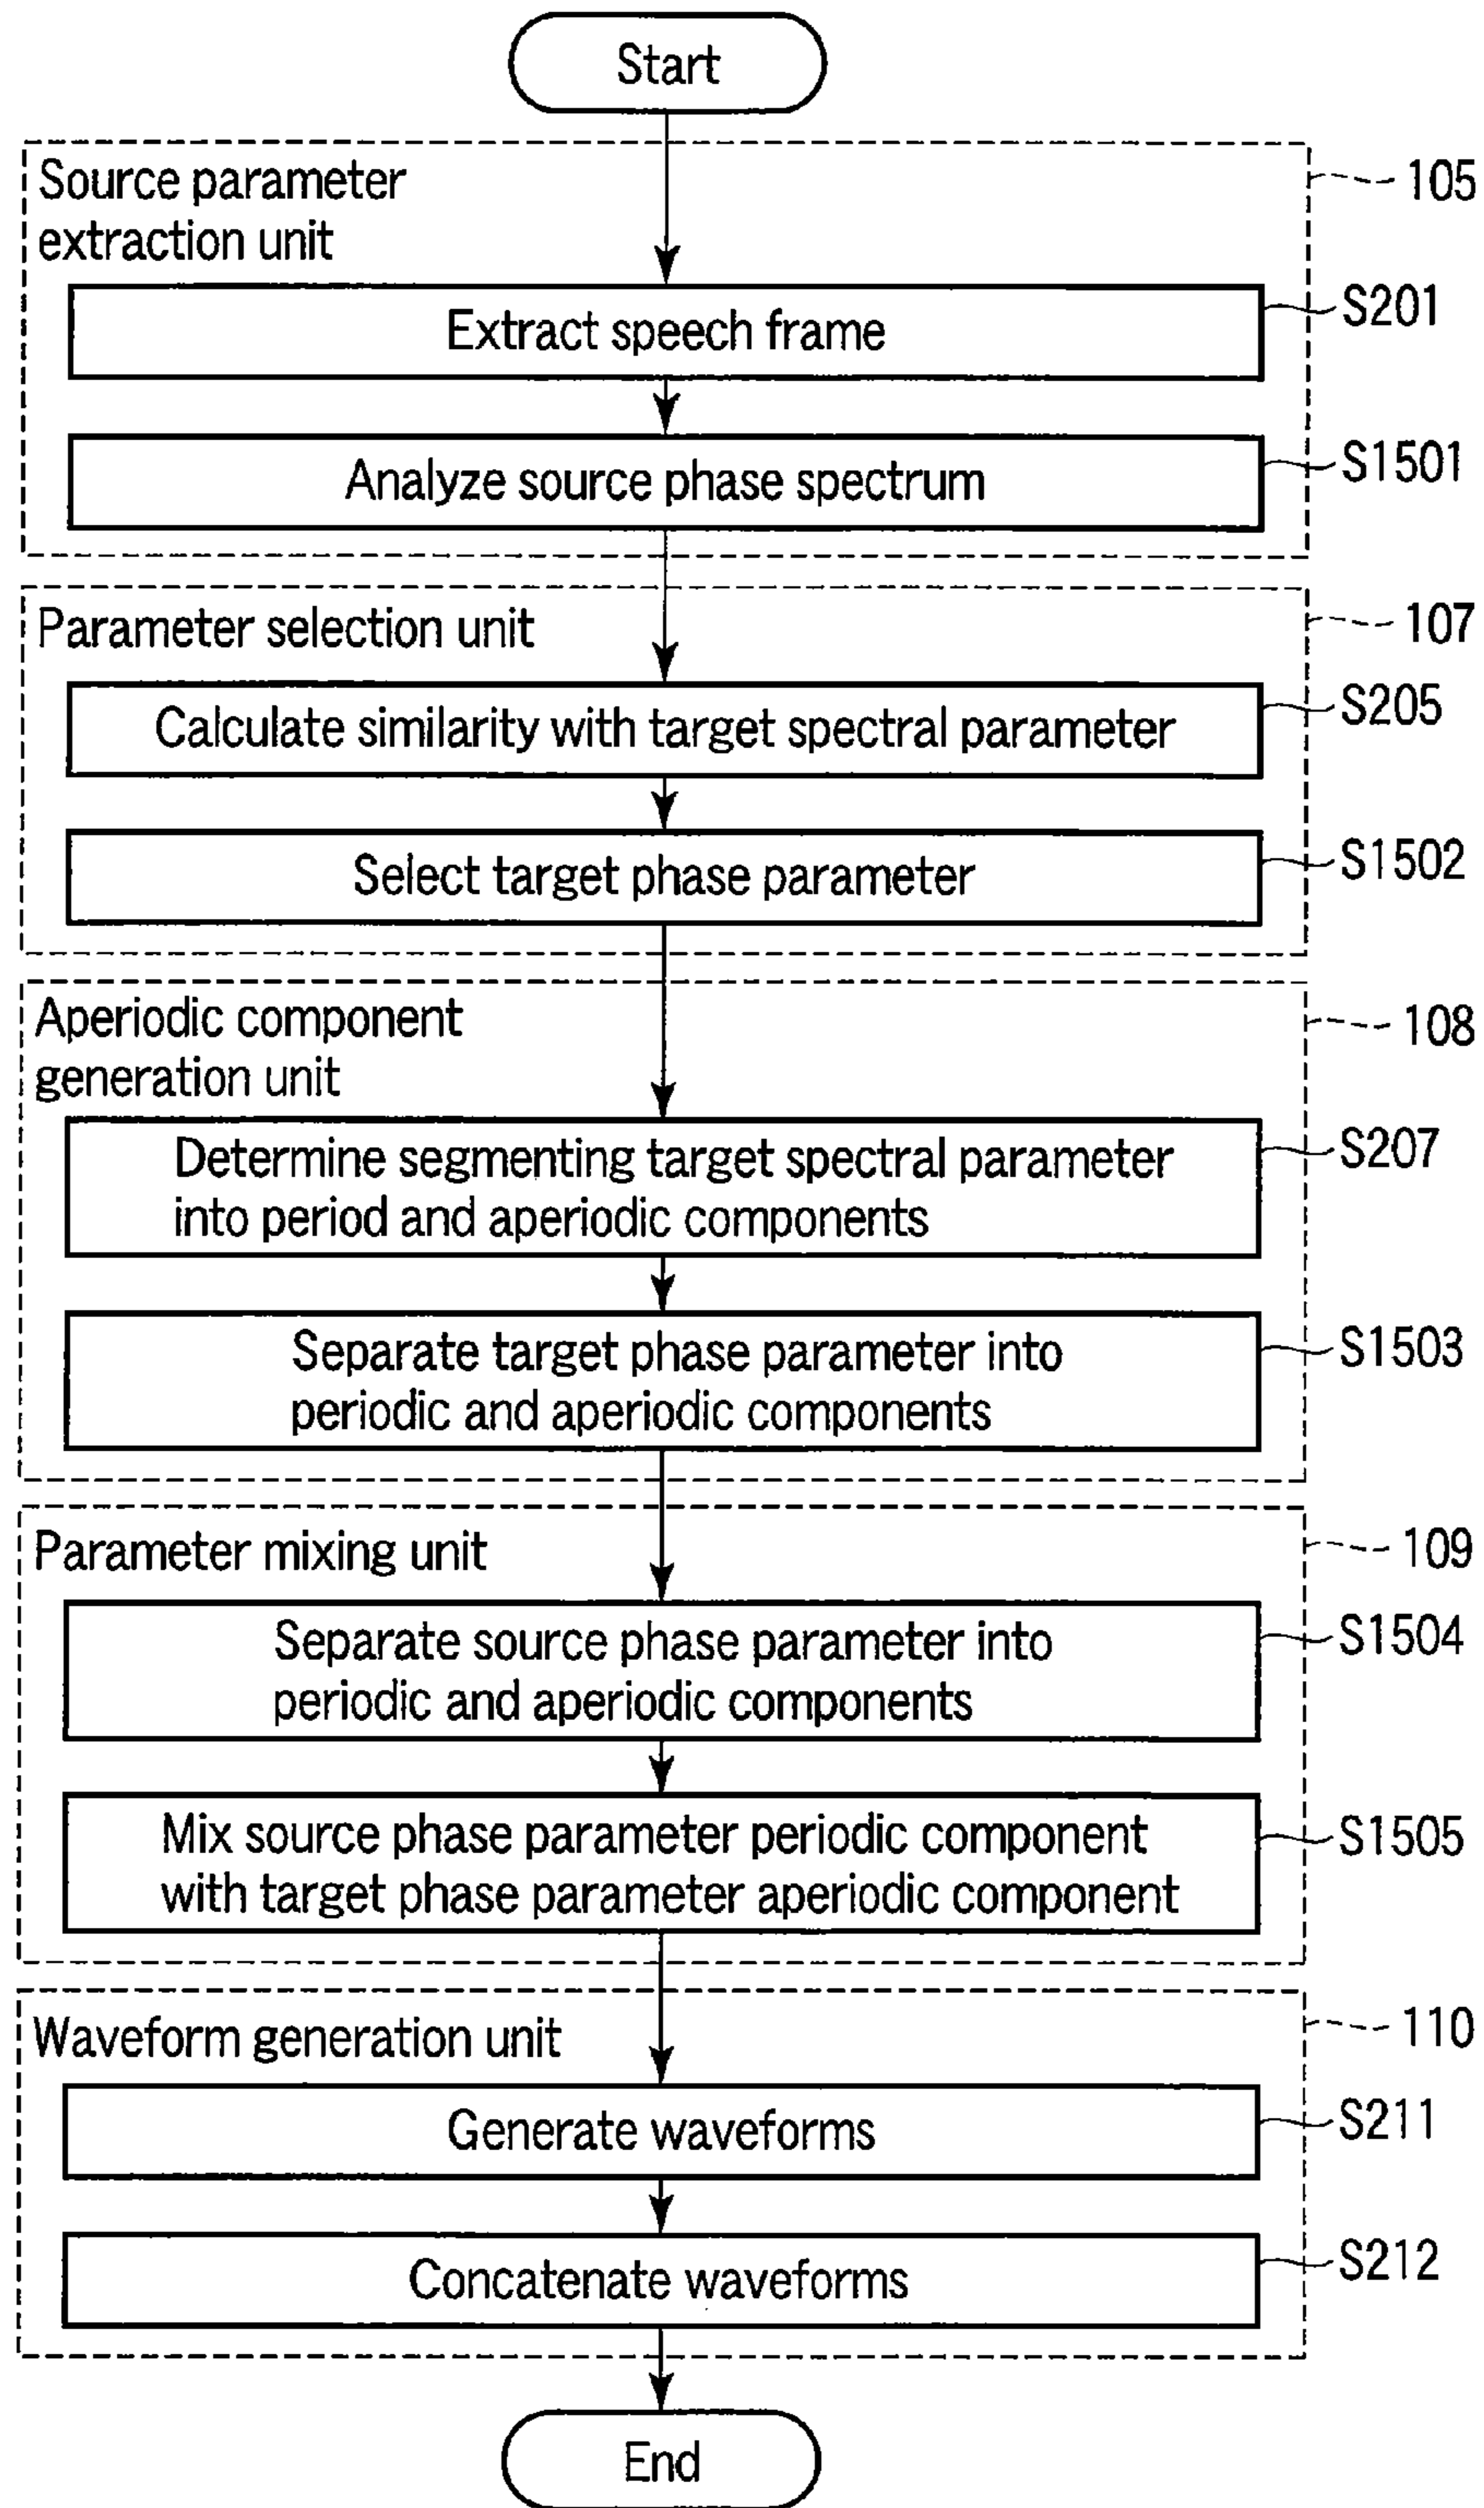 Start
Source parameter
extraction unit
105
Extract speech frame
S201
Analyze source phase spectrum
S1501
Parameter selection unit
107
Calculate similarity with target spectral parameter
S205
Select target phase parameter
S1502
Aperiodic component
generation unit
108
Determine segmenting target spectral parameter
into period and aperiodic components
S207
Separate target phase parameter into
periodic and aperiodic components
S1503
Parameter mixing unit
109
Separate source phase parameter into
periodic and aperiodic components
S1504
Mix source phase parameter periodic component
with target phase parameter aperiodic component
S1505
Waveform generation unit
110
Generate waveforms
S211
Concatenate waveforms
S212
End